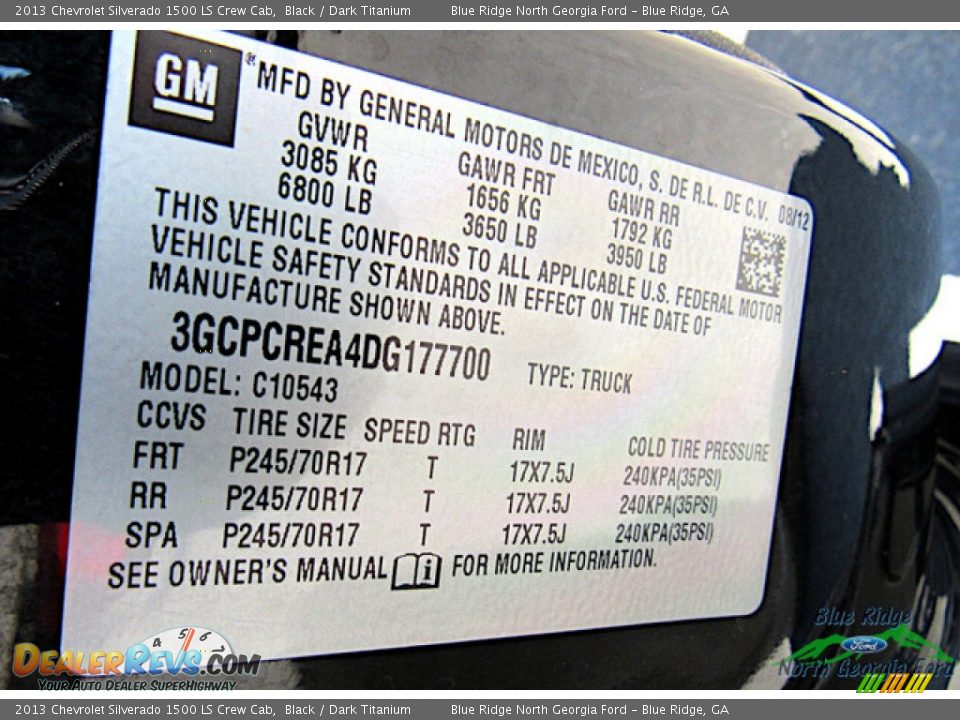 2013 Chevrolet Silverado 1500 LS Crew Cab,  Black / Dark Titanium          Blue Ridge North Georgia Ford - Blue Ridge, GA
GM
® MFD BY GENERAL MOTORS DE MEXICO, S. DE R.L. DE C.V. 08/12
GVWR GAWR FRT GAWR RR
3085 KG 1656 KG 1792 KG
6800 LB 3650 LB 3950 LB
THIS VEHICLE CONFORMS TO ALL APPLICABLE U.S. FEDERAL MOTOR
VEHICLE SAFETY STANDARDS IN EFFECT ON THE DATE OF
MANUFACTURE SHOWN ABOVE.
3GCPCREA4DG177700 TYPE: TRUCK
MODEL: C10543
CCVS TIRE SIZE SPEED RTG RIM COLD TIRE PRESSURE
FRT P245/70R17 T 17X7.5J 240KPA(35PSI)
RR P245/70R17 T 17X7.5J 240KPA(35PSI)
SPA P245/70R17 T 17X7.5J 240KPA(35PSI)
SEE OWNER'S MANUAL i FOR MORE INFORMATION.
4 5 6 7
DEALERREVS.COM
YOUR AUTO DEALER SUPERHIGHWAY
Blue Ridge
Ford
North Georgia Ford
2013 Chevrolet Silverado 1500 LS Crew Cab,  Black / Dark Titanium          Blue Ridge North Georgia Ford - Blue Ridge, GA